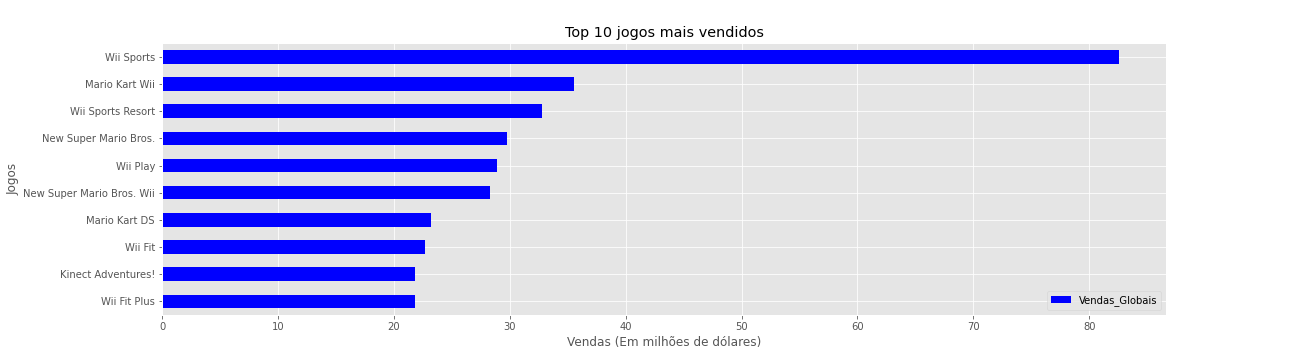 Top 10 jogos mais vendidos
Jogos
Wii Sports
Mario Kart Wii
Wii Sports Resort
New Super Mario Bros.
Wii Play
New Super Mario Bros. Wii
Mario Kart DS
Wii Fit
Kinect Adventures!
Wii Fit Plus
Vendas_Globais
0 10 20 30 40 50 60 70 80
Vendas (Em milhões de dólares)